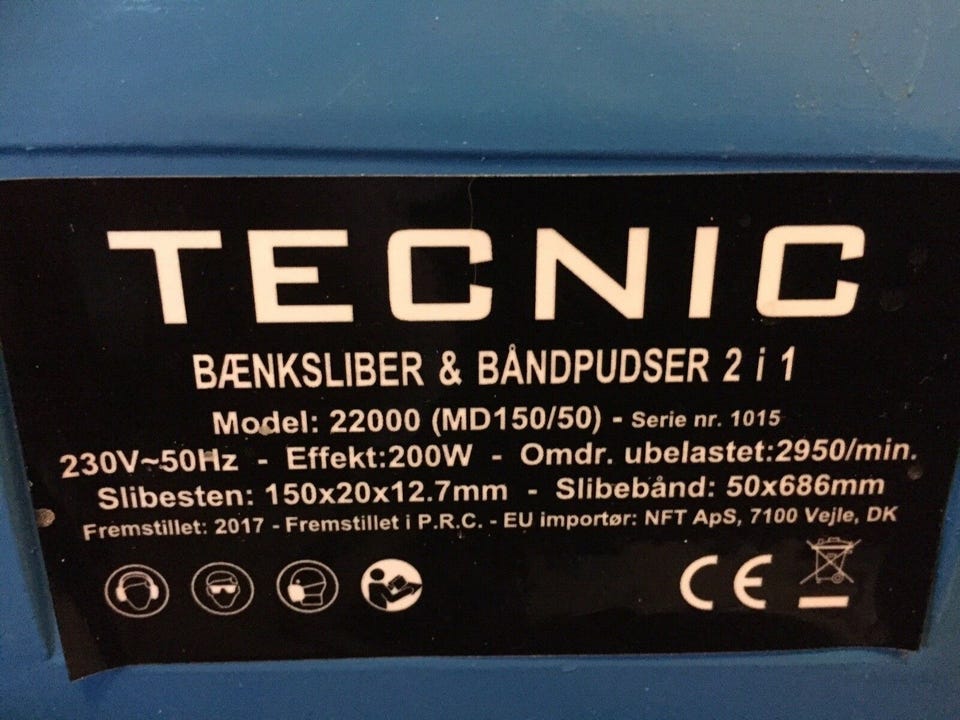 TECNIC
BÆNKSLIBER & BÅNDPUDSER 2 i 1
Model: 22000 (MD150/50) - Serie nr. 1015
230V~50Hz - Effekt:200W - Omdr. ubelastet:2950/min.
Slibesten: 150x20x12.7mm - Slibebånd: 50x686mm
Fremstillet: 2017 - Fremstillet i P.R.C. - EU importør: NFT ApS, 7100 Vejle, DK
CE